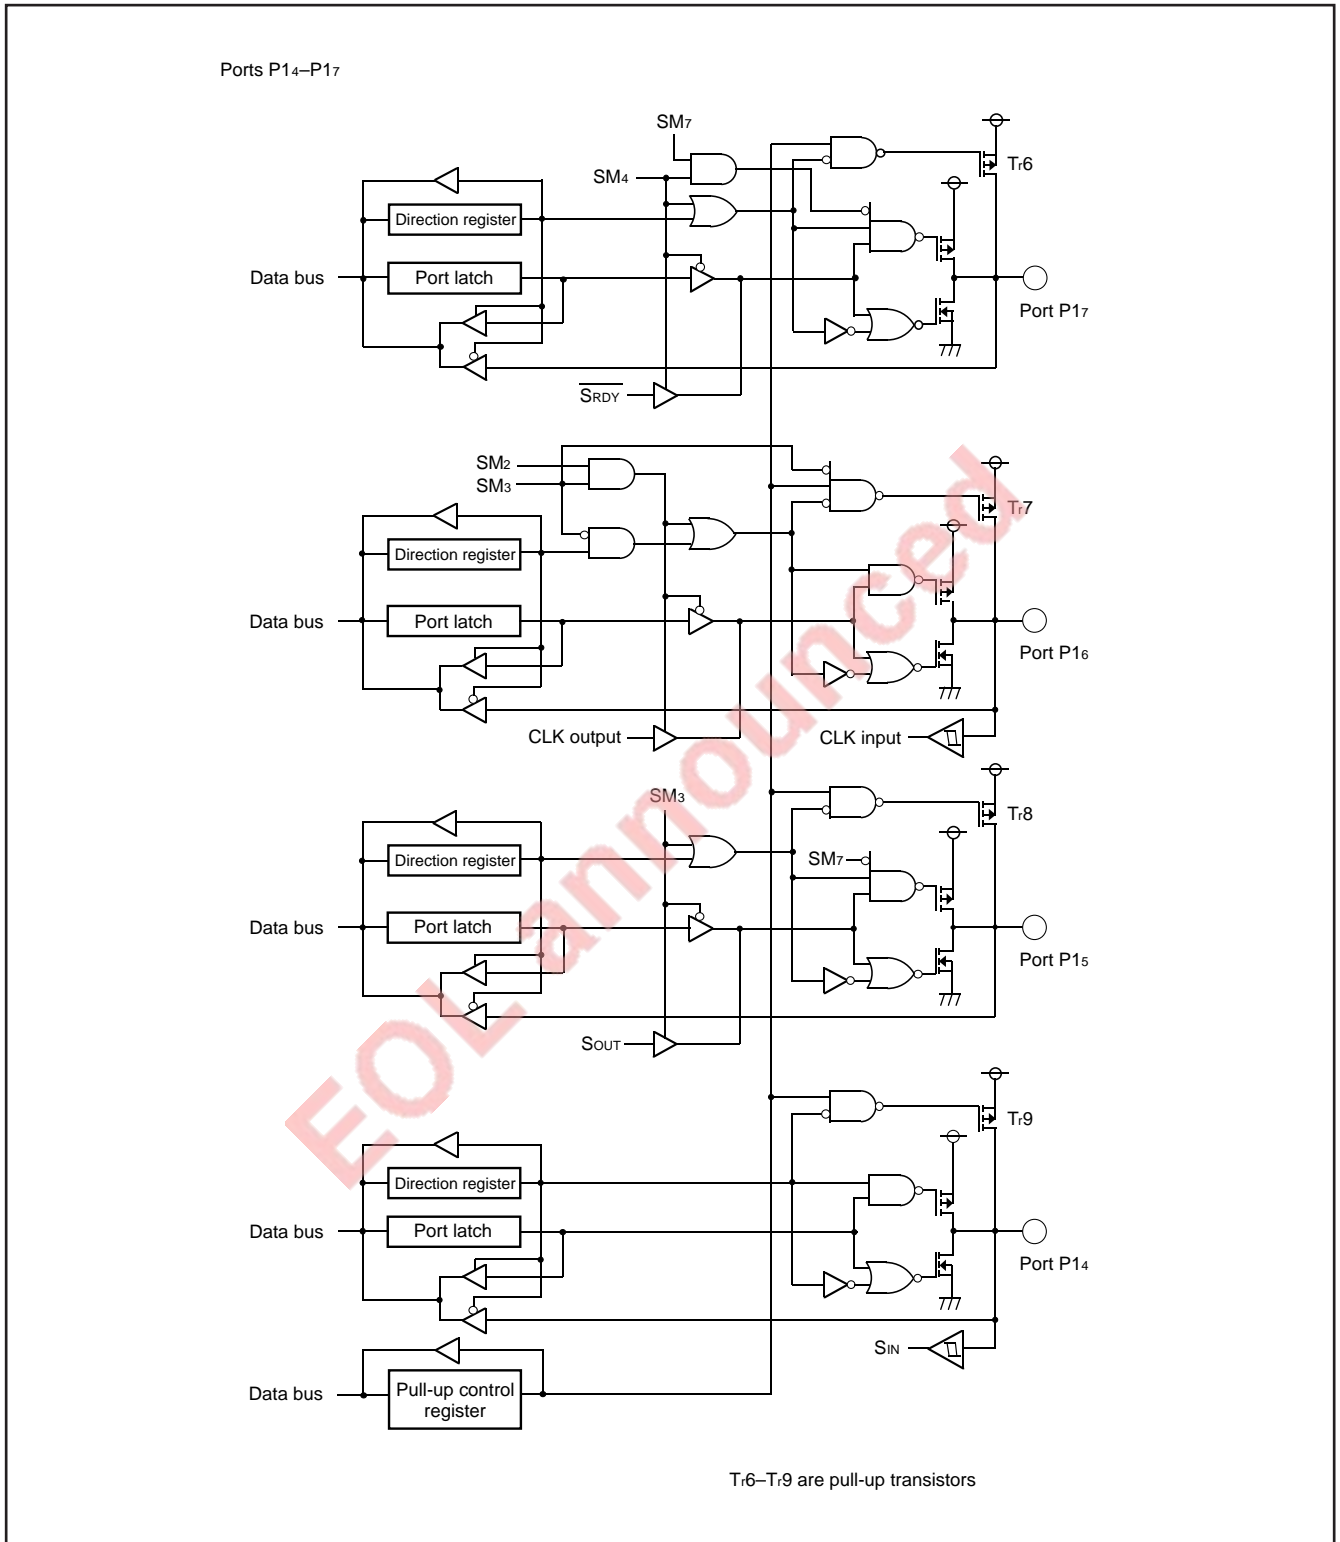 Ports P14–P17
SM7
SM4
Tr6
Direction register
Data bus
Port latch
Port P17
SRDY
SM2
SM3
Tr7
Direction register
Data bus
Port latch
Port P16
CLK output
CLK input
SM3
Tr8
Direction register
SM7
Data bus
Port latch
Port P15
SOUT
Tr9
Direction register
Data bus
Port latch
Port P14
SIN
Data bus
Pull-up control
register
Tr6–Tr9 are pull-up transistors
EOL announced